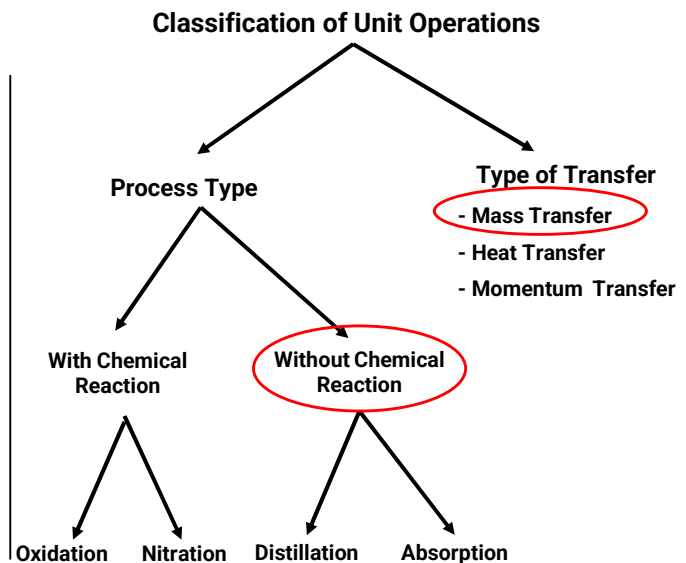 Classification of Unit Operations
Process Type
Type of Transfer
- Mass Transfer
- Heat Transfer
- Momentum Transfer
With Chemical
Reaction
Without Chemical
Reaction
Oxidation
Nitration
Distillation
Absorption